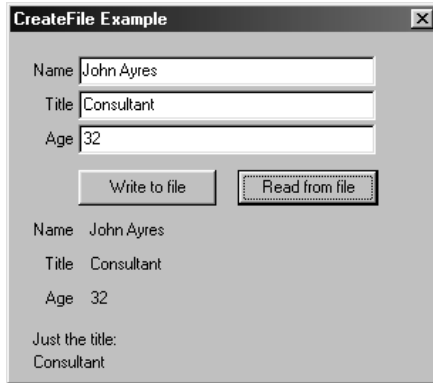 CreateFile Example
Name John Ayres
Title Consultant
Age 32
Write to file Read from file
Name John Ayres
Title Consultant
Age 32
Just the title:
Consultant